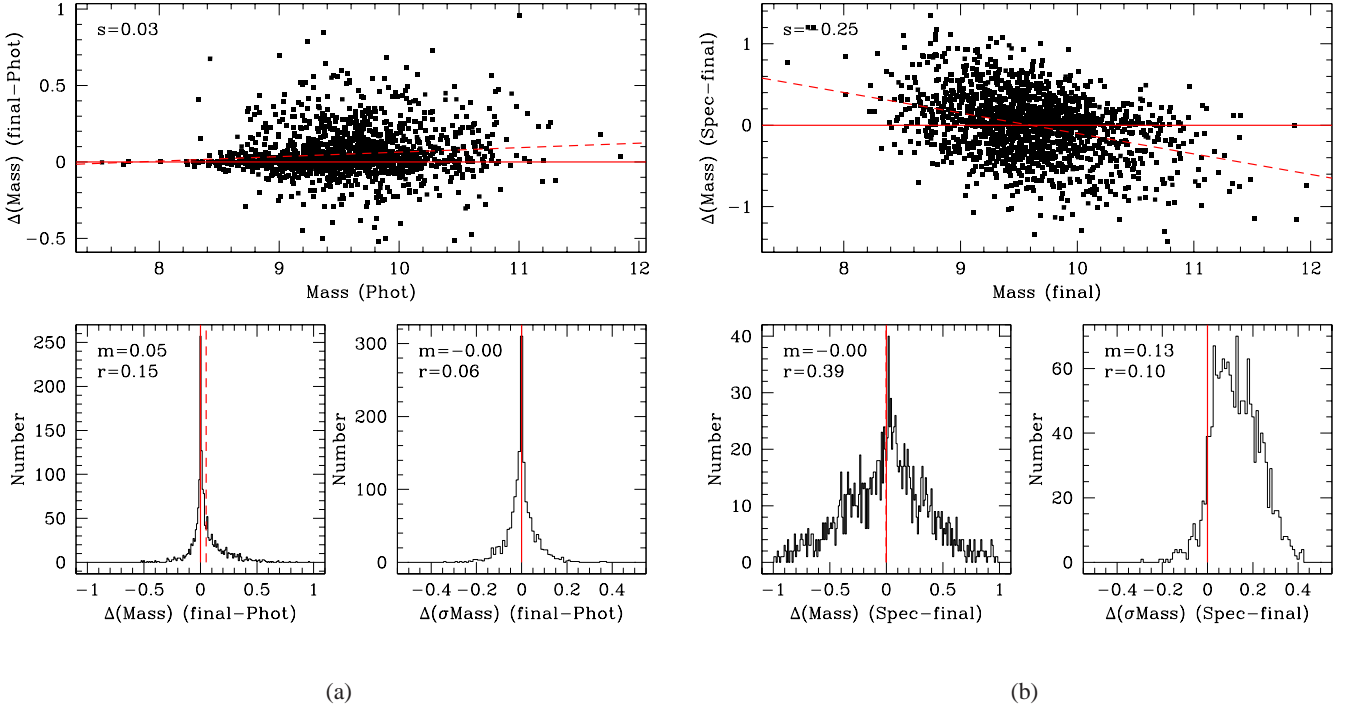 s=0.03
Δ(Mass) (final−Phot)
1
0.5
0
−0.5
8
9
10
11
12
Mass (Phot)
s=−0.25
Δ(Mass) (Spec−final)
1
0
−1
8
9
10
11
12
Mass (final)
m=0.05
r=0.15
Number
250
200
150
100
50
0
−1
−0.5
0
0.5
1
Δ(Mass) (final−Phot)
m=−0.00
r=0.06
Number
300
200
100
0
−0.4
−0.2
0
0.2
0.4
Δ(σMass) (final−Phot)
m=−0.00
r=0.39
Number
40
30
20
10
0
−1
−0.5
0
0.5
1
Δ(Mass) (Spec−final)
m=0.13
r=0.10
Number
60
40
20
0
−0.4
−0.2
0
0.2
0.4
Δ(σMass) (Spec−final)
(a)
(b)